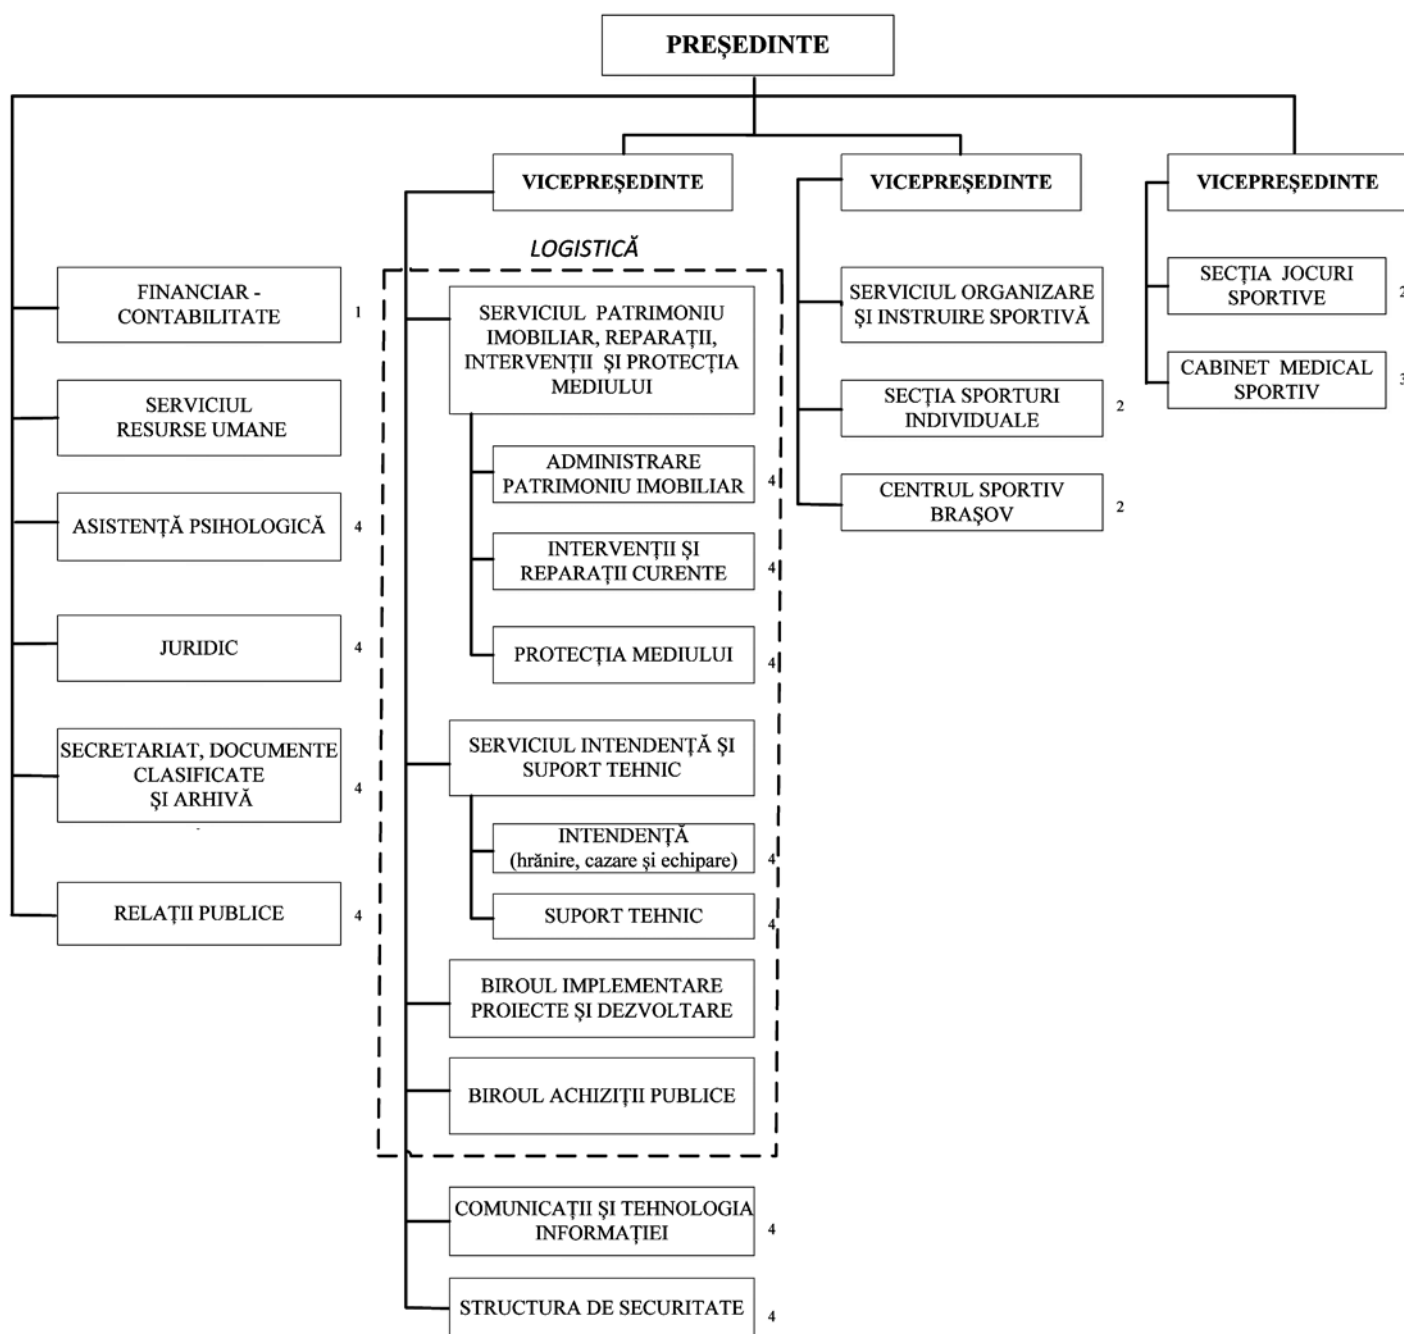 PREȘEDINTE
VICEPREȘEDINTE
VICEPREȘEDINTE
VICEPREȘEDINTE
FINANCIAR -
CONTABILITATE
1
SERVICIUL
RESURSE UMANE
ASISTENȚĂ PSIHOLOGICĂ
4
JURIDIC
4
SECRETARIAT, DOCUMENTE
CLASIFICATE
ȘI ARHIVĂ
4
RELAȚII PUBLICE
4
LOGISTICĂ
SERVICIUL PATRIMONIU
IMOBILIAR, REPARAȚII,
INTERVENȚII ȘI PROTECȚIA
MEDIULUI
ADMINISTRARE
PATRIMONIU IMOBILIAR
4
INTERVENȚII ȘI
REPARAȚII CURENTE
4
PROTECȚIA MEDIULUI
4
SERVICIUL INTENDENȚĂ ȘI
SUPORT TEHNIC
INTENDENȚĂ
(hrănire, cazare și echipare)
4
SUPORT TEHNIC
4
BIROUL IMPLEMENTARE
PROIECTE ȘI DEZVOLTARE
BIROUL ACHIZIȚII PUBLICE
COMUNICAȚII ȘI TEHNOLOGIA
INFORMAȚIEI
4
STRUCTURA DE SECURITATE
4
SERVICIUL ORGANIZARE
ȘI INSTRUIRE SPORTIVĂ
SECȚIA SPORTURI
INDIVIDUALE
2
CENTRUL SPORTIV
BRAȘOV
2
SECȚIA JOCURI
SPORTIVE
2
CABINET MEDICAL
SPORTIV
3